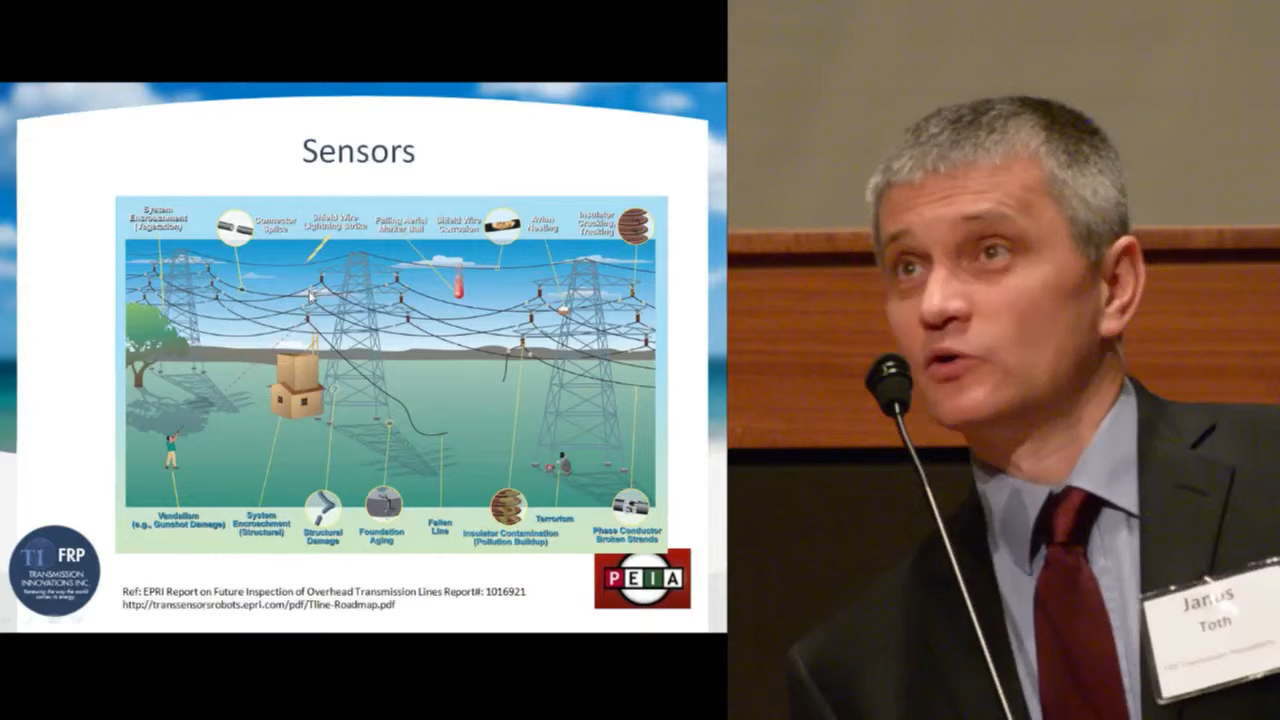 Sensors
System
Encroachment
(Vegetation)
Connector
Splice
Shield Wire
Lightning Strike
Falling Aerial
Marker Ball
Shield Wire
Corrosion
Avian
Nesting
Insulator
Cracking,
Tracking
Vandalism
(e.g., Gunshot Damage)
System
Encroachment
(Structural)
Structural
Damage
Foundation
Aging
Fallen
Line
Insulator Contamination
(Pollution Buildup)
Terrorism
Phase Conductor
Broken Strands
TI FRP
TRANSMISSION
INNOVATIONS INC.
PEIA
Ref: EPRI Report on Future Inspection of Overhead Transmission Lines Report#: 1016921
http://transsensorsrobots.epri.com/pdf/Tline-Roadmap.pdf
Janos
Toth